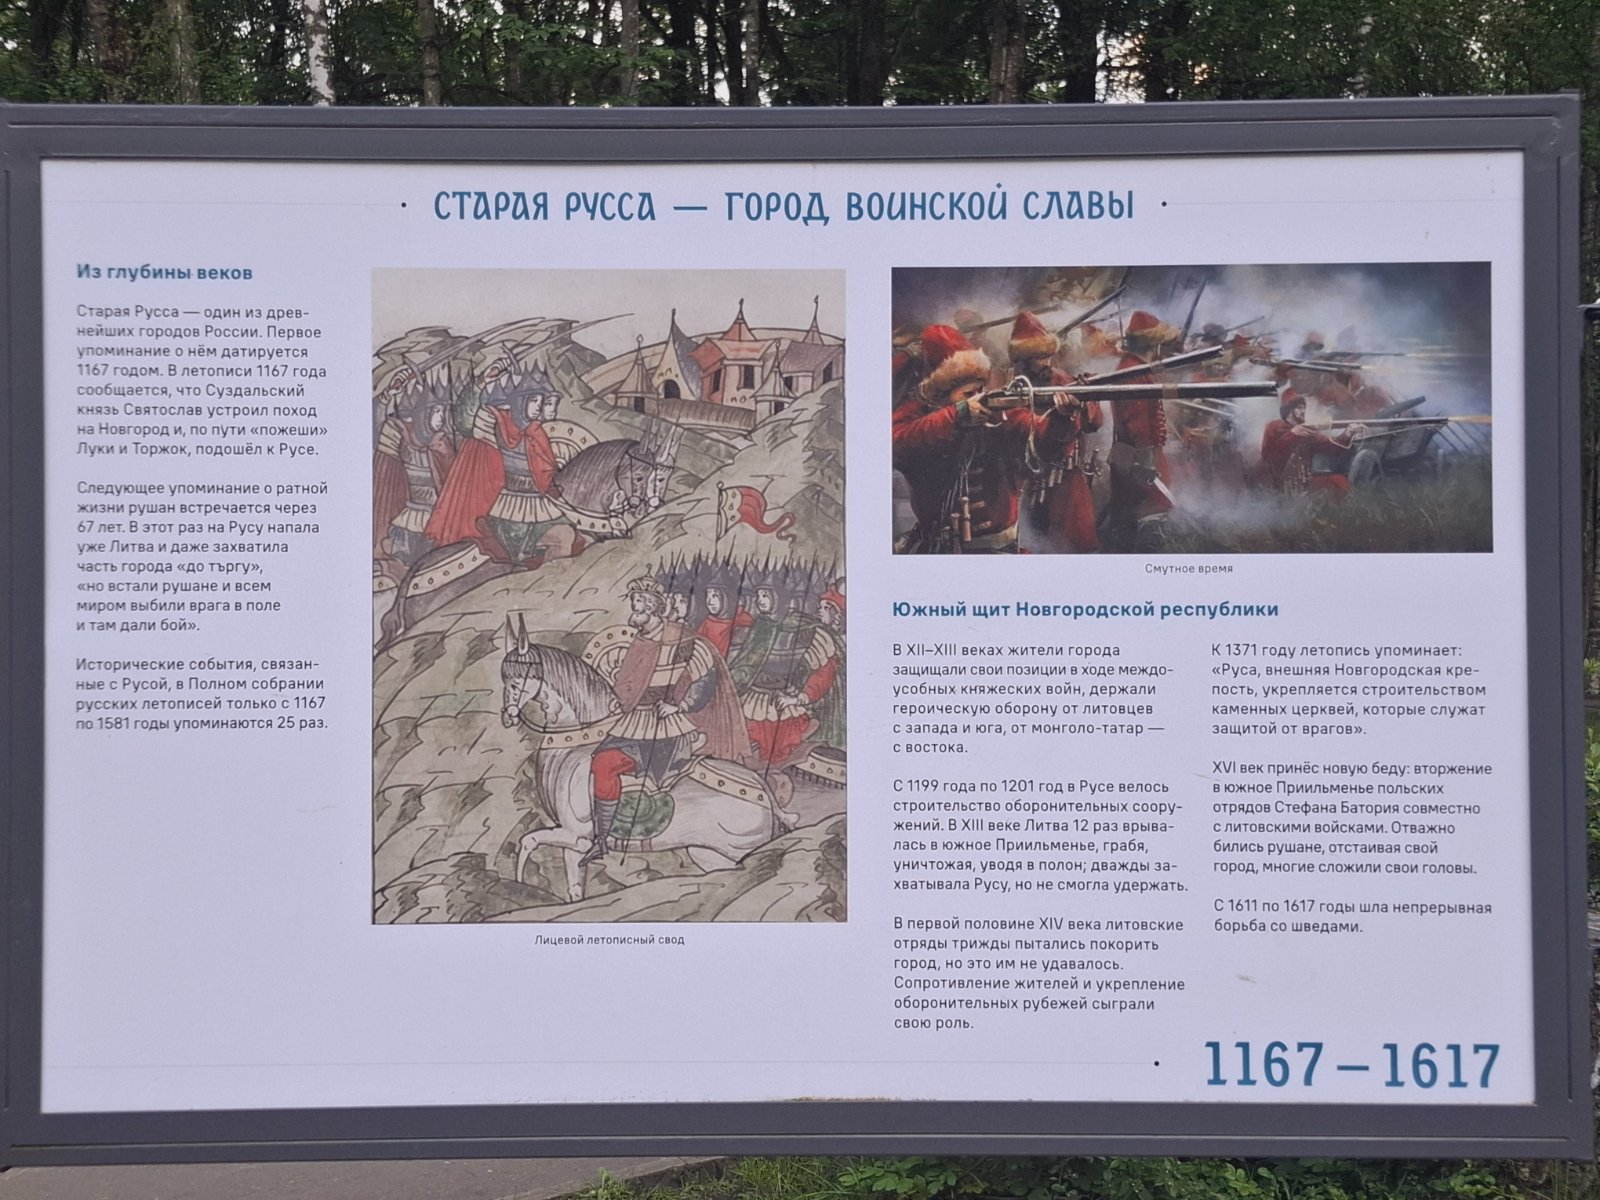 СТАРАЯ РУССА — ГОРОД ВОИНСКОЙ СЛАВЫ
Из глубины веков
Старая Русса — один из древ-
нейших городов России. Первое
упоминание о нём датируется
1167 годом. В летописи 1167 года
сообщается, что Суздальский
князь Святослав устроил поход
на Новгород и, по пути «пожеши»
Луки и Торжок, подошёл к Русе.
Следующее упоминание о ратной
жизни рушан встречается через
67 лет. В этот раз на Русу напала
уже Литва и даже захватила
часть города «до търгу»,
«но встали рушане и всем
миром выбили врага в поле
и там дали бой».
Исторические события, связан-
ные с Русой, в Полном собрании
русских летописей только с 1167
по 1581 годы упоминаются 25 раз.
Лицевой летописный свод
Смутное время
Южный щит Новгородской республики
В XII–XIII веках жители города
защищали свои позиции в ходе междо-
усобных княжеских войн, держали
героическую оборону от литовцев
с запада и юга, от монголо-татар —
с востока.
С 1199 года по 1201 год в Русе велось
строительство оборонительных соору-
жений. В XIII веке Литва 12 раз врыва-
лась в южное Приильменье, грабя,
уничтожая, уводя в полон; дважды за-
хватывала Русу, но не смогла удержать.
В первой половине XIV века литовские
отряды трижды пытались покорить
город, но это им не удавалось.
Сопротивление жителей и укрепление
оборонительных рубежей сыграли
свою роль.
К 1371 году летопись упоминает:
«Руса, внешняя Новгородская кре-
пость, укрепляется строительством
каменных церквей, которые служат
защитой от врагов».
XVI век принёс новую беду: вторжение
в южное Приильменье польских
отрядов Стефана Батория совместно
с литовскими войсками. Отважно
бились рушане, отстаивая свой
город, многие сложили свои головы.
С 1611 по 1617 годы шла непрерывная
борьба со шведами.
1167 – 1617